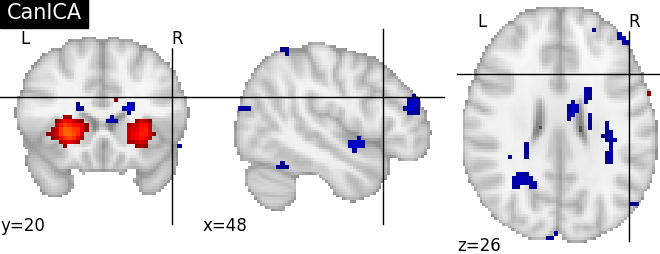 CanICA
L R
L R
y=20
x=48
z=26